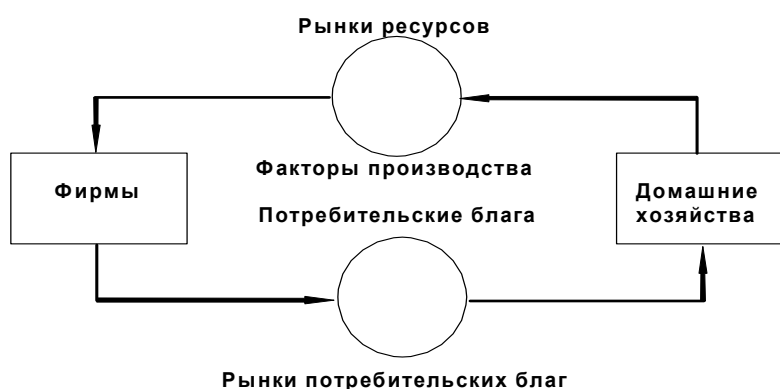 Рынки ресурсов
Факторы производства
Фирмы
Домашние
хозяйства
Потребительские блага
Рынки потребительских благ